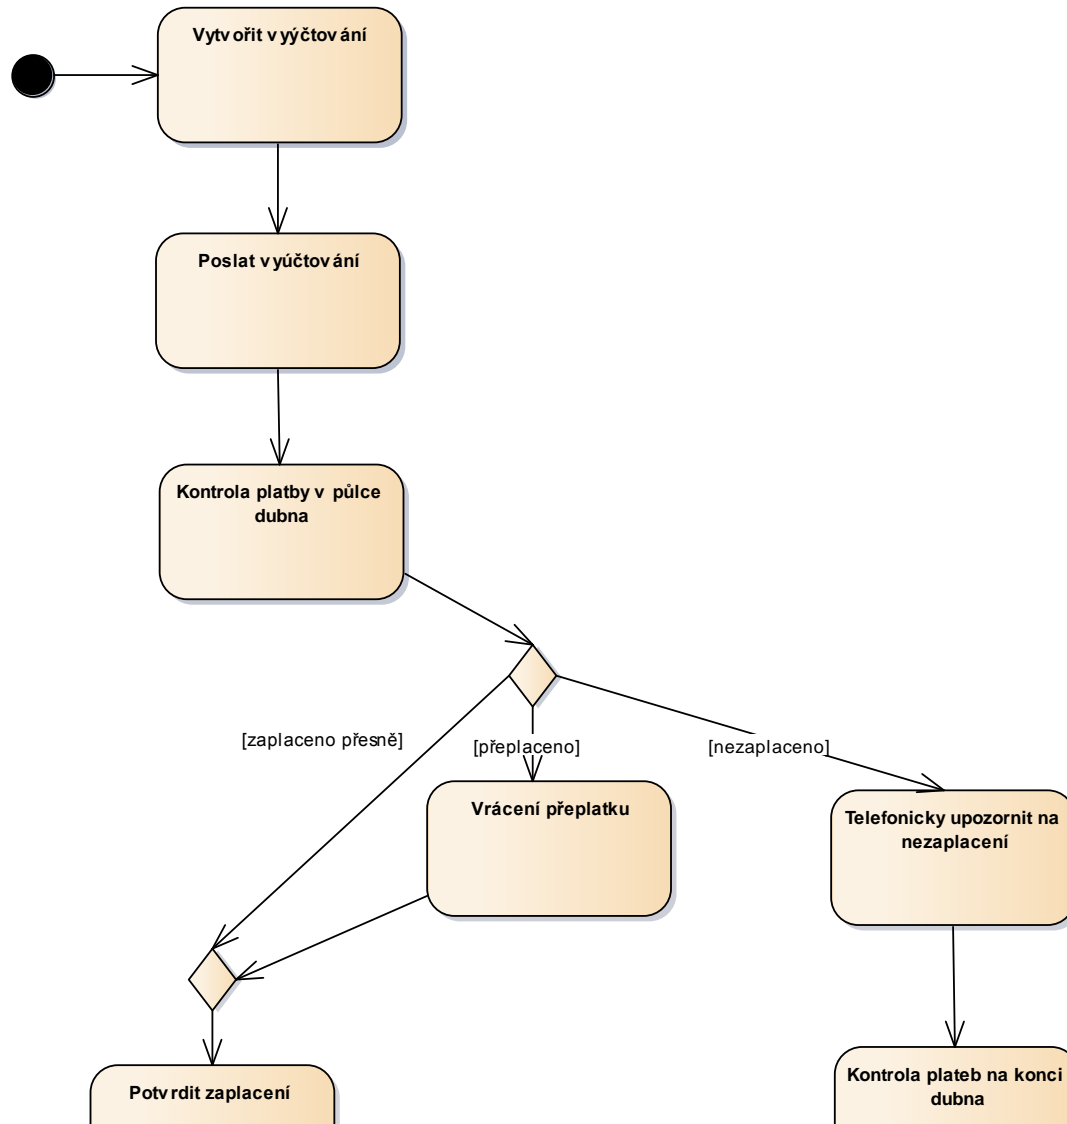 Vytvořit vyýčtování
Poslat vyúčtování
Kontrola platby v půlce
dubna
[zaplaceno přesně]
[přeplaceno]
[nezaplaceno]
Vrácení přeplatku
Telefonicky upozornit na
nezaplacení
Potvrdit zaplacení
Kontrola plateb na konci
dubna